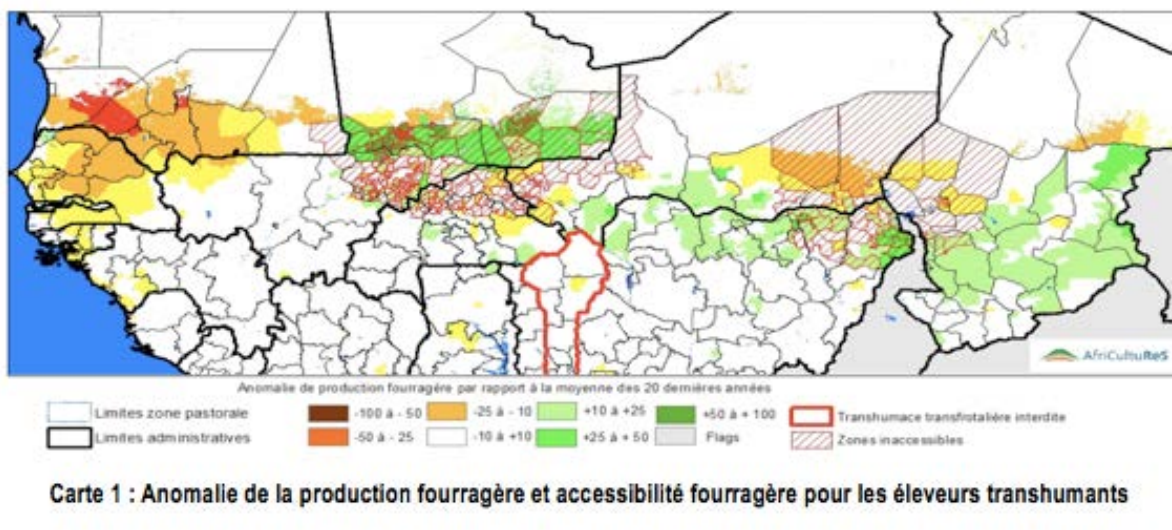 AfriCultuReS
Anomalie de production fourragère par rapport à la moyenne des 20 dernières années
Limites zone pastorale
-100 à - 50
-25 à - 10
+10 à +25
+50 à + 100
Transhumace transfrotalière interdite
Limites administratives
-50 à - 25
-10 à +10
+25 à + 50
Flags
Zones inaccessibles
Carte 1 : Anomalie de la production fourragère et accessibilité fourragère pour les éleveurs transhumants